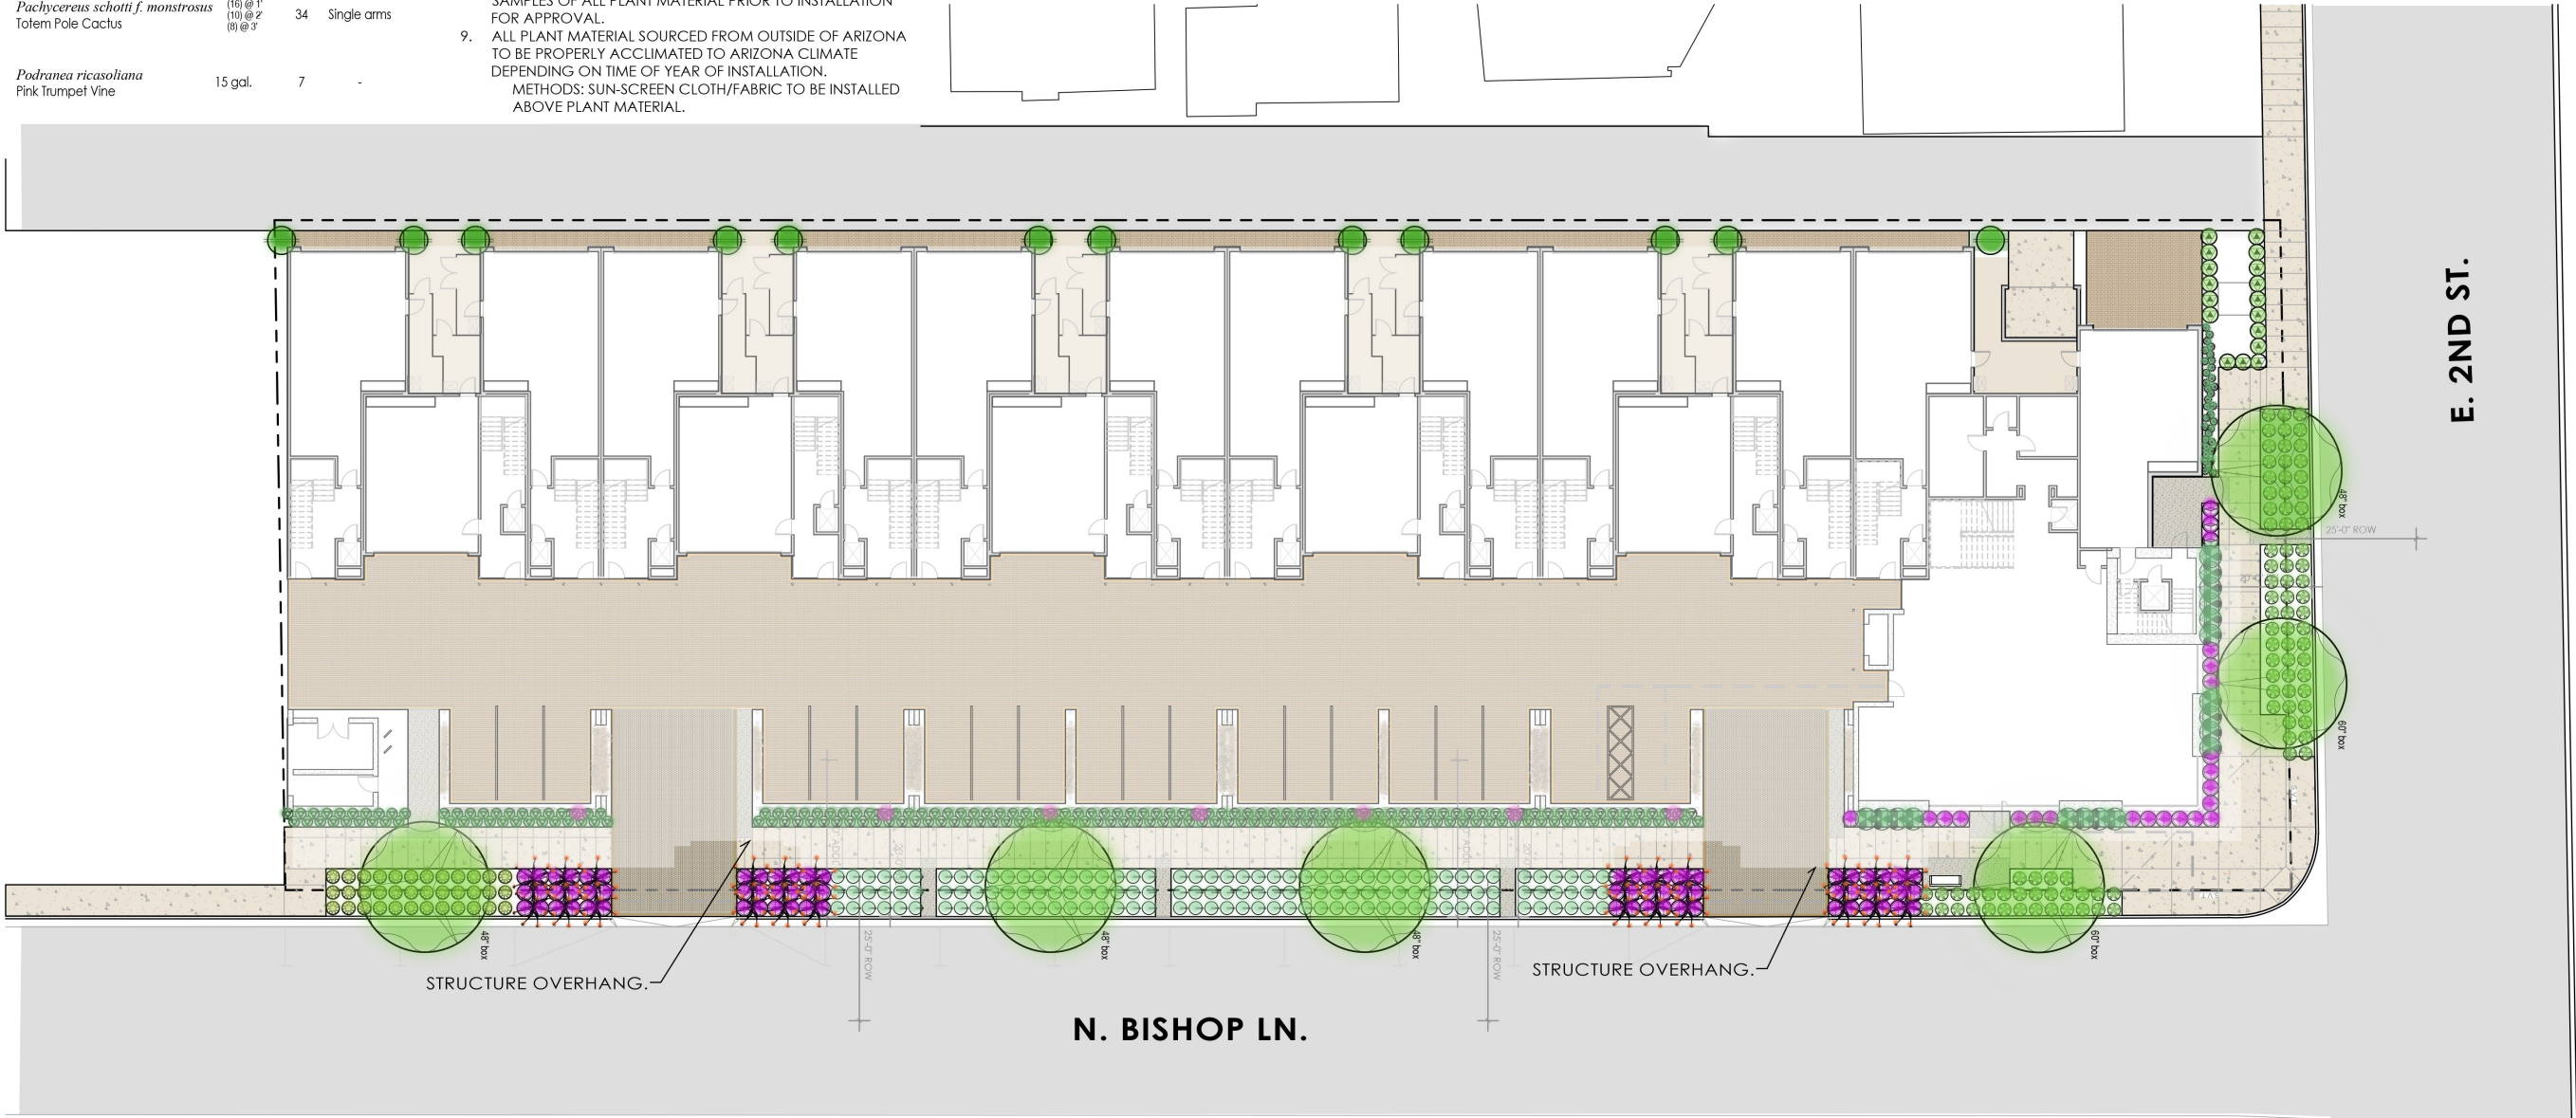 Pachycereus schotti f. monstrosus
Totem Pole Cactus
(16) @ 1'
(10) @ 2'
(8) @ 3'
34
Single arms
Podranea ricasoliana
Pink Trumpet Vine
15 gal.
7
-
SAMPLES OF ALL PLANT MATERIAL PRIOR TO INSTALLATION
FOR APPROVAL.
9. ALL PLANT MATERIAL SOURCED FROM OUTSIDE OF ARIZONA
TO BE PROPERLY ACCLIMATED TO ARIZONA CLIMATE
DEPENDING ON TIME OF YEAR OF INSTALLATION.
METHODS: SUN-SCREEN CLOTH/FABRIC TO BE INSTALLED
ABOVE PLANT MATERIAL.
E. 2ND ST.
48" box
25'-0" ROW
60" box
48" box
48" box
48" box
60" box
25'-0" ROW
25'-0" ROW
STRUCTURE OVERHANG.
STRUCTURE OVERHANG.
N. BISHOP LN.